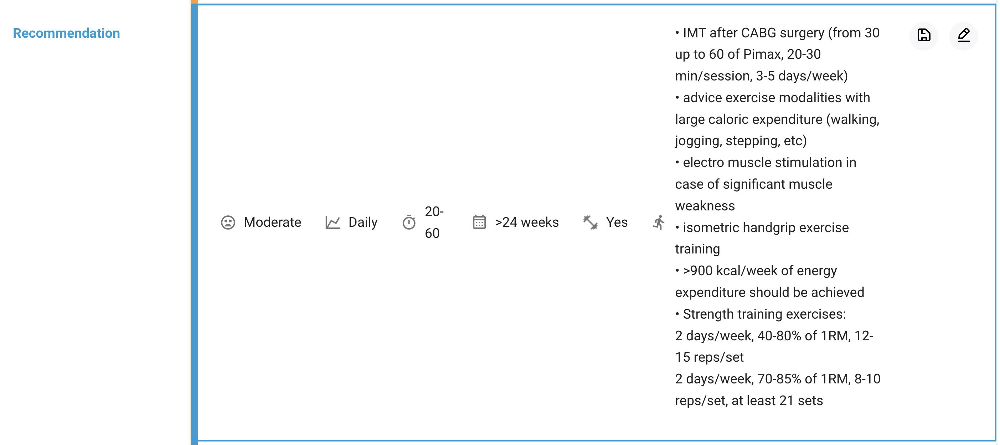 Recommendation
Moderate
Daily
20-
60
>24 weeks
Yes
• IMT after CABG surgery (from 30
up to 60 of Pimax, 20-30
min/session, 3-5 days/week)
• advice exercise modalities with
large caloric expenditure (walking,
jogging, stepping, etc)
• electro muscle stimulation in
case of significant muscle
weakness
• isometric handgrip exercise
training
• >900 kcal/week of energy
expenditure should be achieved
• Strength training exercises:
2 days/week, 40-80% of 1RM, 12-
15 reps/set
2 days/week, 70-85% of 1RM, 8-10
reps/set, at least 21 sets